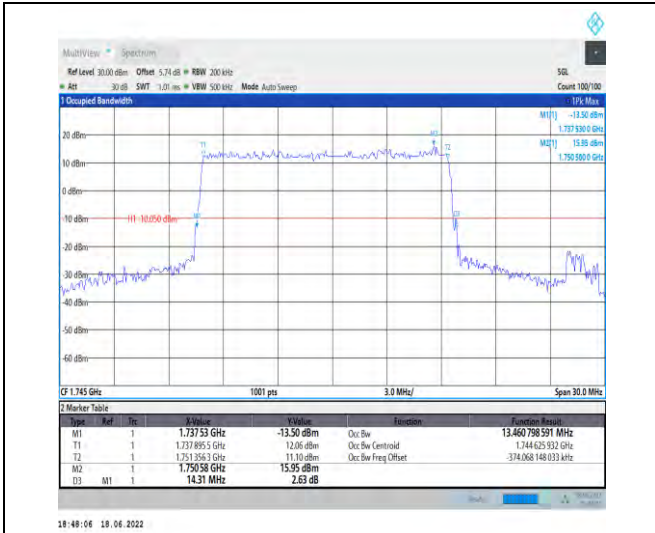 MultiView Spectrum
Ref Level 30.00 dBm Offset 5.74 dB RBW 200 kHz SGL
Att 30 dB SWT 1.01 ms VBW 500 kHz Mode Auto Sweep Count 100/100
1 Occupied Bandwidth 1Pk Max
M1[1] -13.50 dBm
1.737 530 0 GHz
M2[1] 15.95 dBm
1.750 580 0 GHz
20 dBm
T1
M2
T2
10 dBm
0 dBm
M1
D3
-10 dBm
H1 -10.050 dBm
-20 dBm
-30 dBm
-40 dBm
-50 dBm
-60 dBm
CF 1.745 GHz 1001 pts 3.0 MHz/ Span 30.0 MHz
2 Marker Table
Type Ref Trc X-Value Y-Value Function Function Result
M1 1 1.73753 GHz -13.50 dBm Occ Bw 13.460 798 591 MHz
T1 1 1.737 895 5 GHz 12.06 dBm Occ Bw Centroid 1.744 625 932 GHz
T2 1 1.751 356 3 GHz 11.10 dBm Occ Bw Freq Offset -374.068 148 033 kHz
M2 1 1.75058 GHz 15.95 dBm
D3 M1 1 14.31 MHz 2.63 dB
18:48:06 18.06.2022